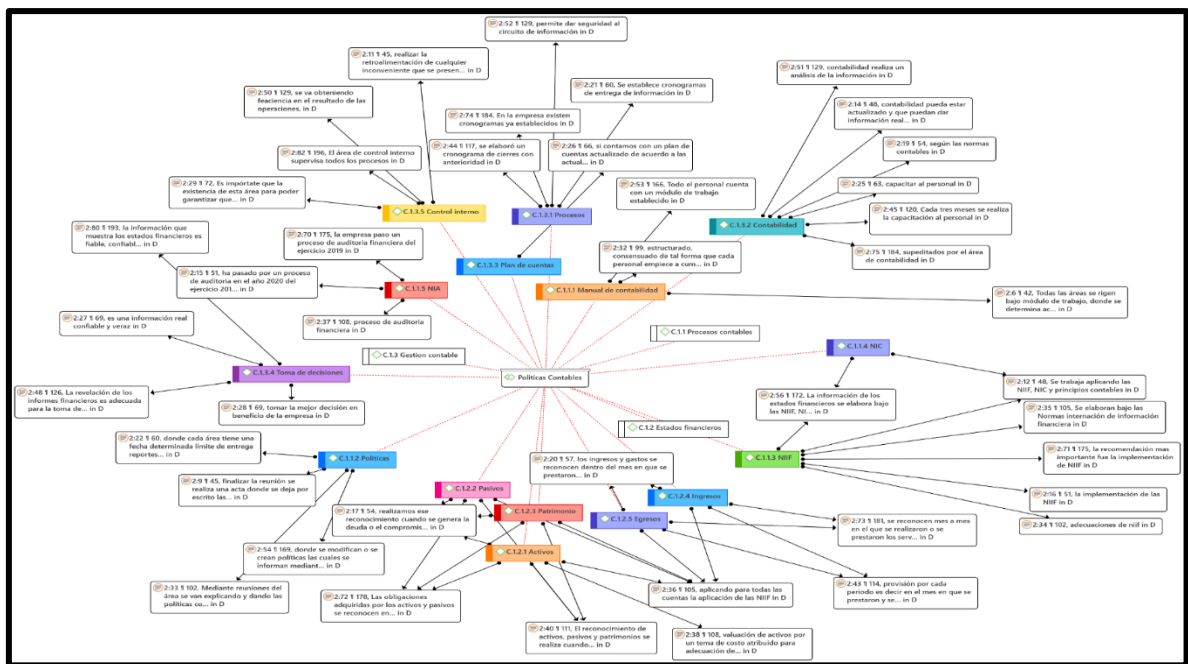 2:52 ¶ 129, permite dar seguridad al
circuito de información in D
2:11 ¶ 45, realizar la
retroalimentación de cualquier
inconveniente que se presen... in D
2:51 ¶ 129, contabilidad realiza un
análisis de la información in D
2:50 ¶ 129, se va obteniendo
feaciencia en el resultado de las
operaciones, in D
2:21 ¶ 60, Se establece cronogramas
de entrega de información in D
2:14 ¶ 48, contabilidad pueda estar
actualizado y que puedan dar
información real... in D
2:74 ¶ 184, En la empresa existen
cronogramas ya establecidos in D
2:82 ¶ 196, El área de control interno
supervisa todos los procesos in D
2:44 ¶ 117, se elaboró un
cronograma de cierres con
anterioridad in D
2:26 ¶ 66, si contamos con un plan de
cuentas actualizado de acuerdo a las
actual... in D
2:19 ¶ 54, según las normas
contables in D
2:29 ¶ 72, Es impórtate que la
existencia de esta área para poder
garantizar que... in D
2:53 ¶ 166, Todo el personal cuenta
con un módulo de trabajo
establecido in D
2:25 ¶ 63, capacitar al personal in D
C.1.3.5 Control interno
C.1.3.1 Procesos
2:45 ¶ 120, Cada tres meses se realiza
la capacitación al personal in D
C.1.3.2 Contabilidad
2:80 ¶ 193, la información que
muestra los estados financieros es
fiable, confiabl... in D
2:70 ¶ 175, la empresa paso un
proceso de auditoria financiera del
ejercicio 2019 in D
2:32 ¶ 99, estructurado,
consensuado de tal forma que cada
personal empiece a cum... in D
2:75 ¶ 184, supeditados por el área
de contabilidad in D
C.1.3.3 Plan de cuentas
2:15 ¶ 51, ha pasado por un proceso
de auditoria en el año 2020 del
ejercicio 201... in D
C.1.1.5 NIA
C.1.1.1 Manual de contabilidad
2:6 ¶ 42, Todas las áreas se rigen
bajo módulo de trabajo, donde se
determina ac... in D
2:27 ¶ 69, es una información real
confiable y veraz in D
2:37 ¶ 108, proceso de auditoria
financiera in D
C.1.1 Procesos contables
C.1.1.4 NIC
C.1.3 Gestion contable
C.1.3.4 Toma de decisiones
Políticas Contables
2:48 ¶ 126, La revelación de los
informes financieros es adecuada
para la toma de... in D
2:28 ¶ 69, tomar la mejor decisión en
beneficio de la empresa in D
2:56 ¶ 172, La información de los
estados financieros se elabora bajo
las NIIF, NI... in D
2:12 ¶ 48, Se trabaja aplicando las
NIIF, NIC y principios contables in D
2:35 ¶ 105, Se elaboran bajo las
Normas internacion de información
financiera in D
C.1.2 Estados financieros
2:22 ¶ 60, donde cada área tiene una
fecha determinada límite de entrega
reportes... in D
C.1.1.2 Políticas
2:20 ¶ 57, los ingresos y gastos se
reconocen dentro del mes en que se
prestaron... in D
C.1.1.3 NIIF
2:71 ¶ 175, la recomendación mas
importante fue la implementación
de NIIF in D
2:9 ¶ 45, finalizar la reunión se
realiza una acta donde se deja por
escrito las... in D
C.1.2.2 Pasivos
C.1.2.4 Ingresos
2:16 ¶ 51, la implementación de las
NIIF in D
2:17 ¶ 54, realizamos ese
reconocimiento cuando se genera la
deuda o el compromis... in D
C.1.2.3 Patrimonio
C.1.2.5 Egresos
2:73 ¶ 181, se reconocen mes a mes
en el que se realizaron o se
prestaron los serv... in D
2:34 ¶ 102, adecuaciones de niif in D
2:54 ¶ 169, donde se modifican o se
crean políticas las cuales se
informan mediant... in D
C.1.2.1 Activos
2:33 ¶ 102, Mediante reuniones del
área se van explicando y dando las
políticas co... in D
2:72 ¶ 178, Las obligaciones
adquiridas por los activos y pasivos
se reconocen en... in D
2:36 ¶ 105, aplicando para todas las
cuentas la aplicación de las NIIF in D
2:43 ¶ 114, provisión por cada
periodo es decir en el mes en que se
prestaron y se... in D
2:40 ¶ 111, El reconocimiento de
activos, pasivos y patrimonios se
realiza cuando... in D
2:38 ¶ 108, valuación de activos por
un tema de costo atribuido para
adecuación de... in D